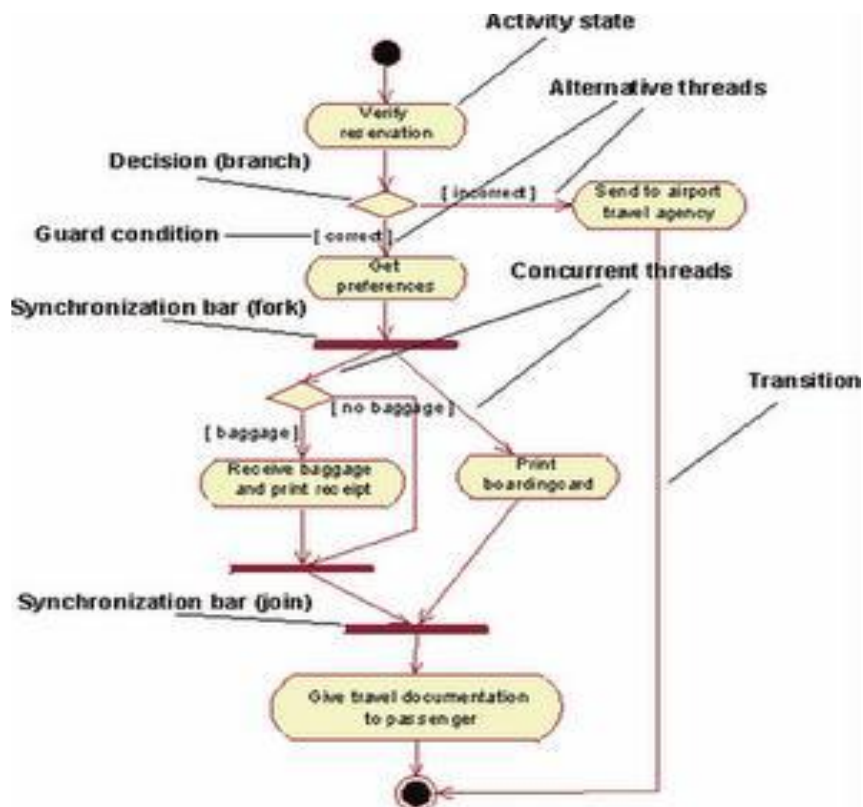 Activity state
Alternative threads
Verify
reservation
Decision (branch)
[ incorrect]
Send to airport
travel agency
Guard condition
[ correct]
Get
preferences
Concurrent threads
Synchronization bar (fork)
Transition
[ no baggage]
[ baggage]
Receive baggage
and print receipt
Print
boardingcard
Synchronization bar (join)
Give travel documentation
to passenger